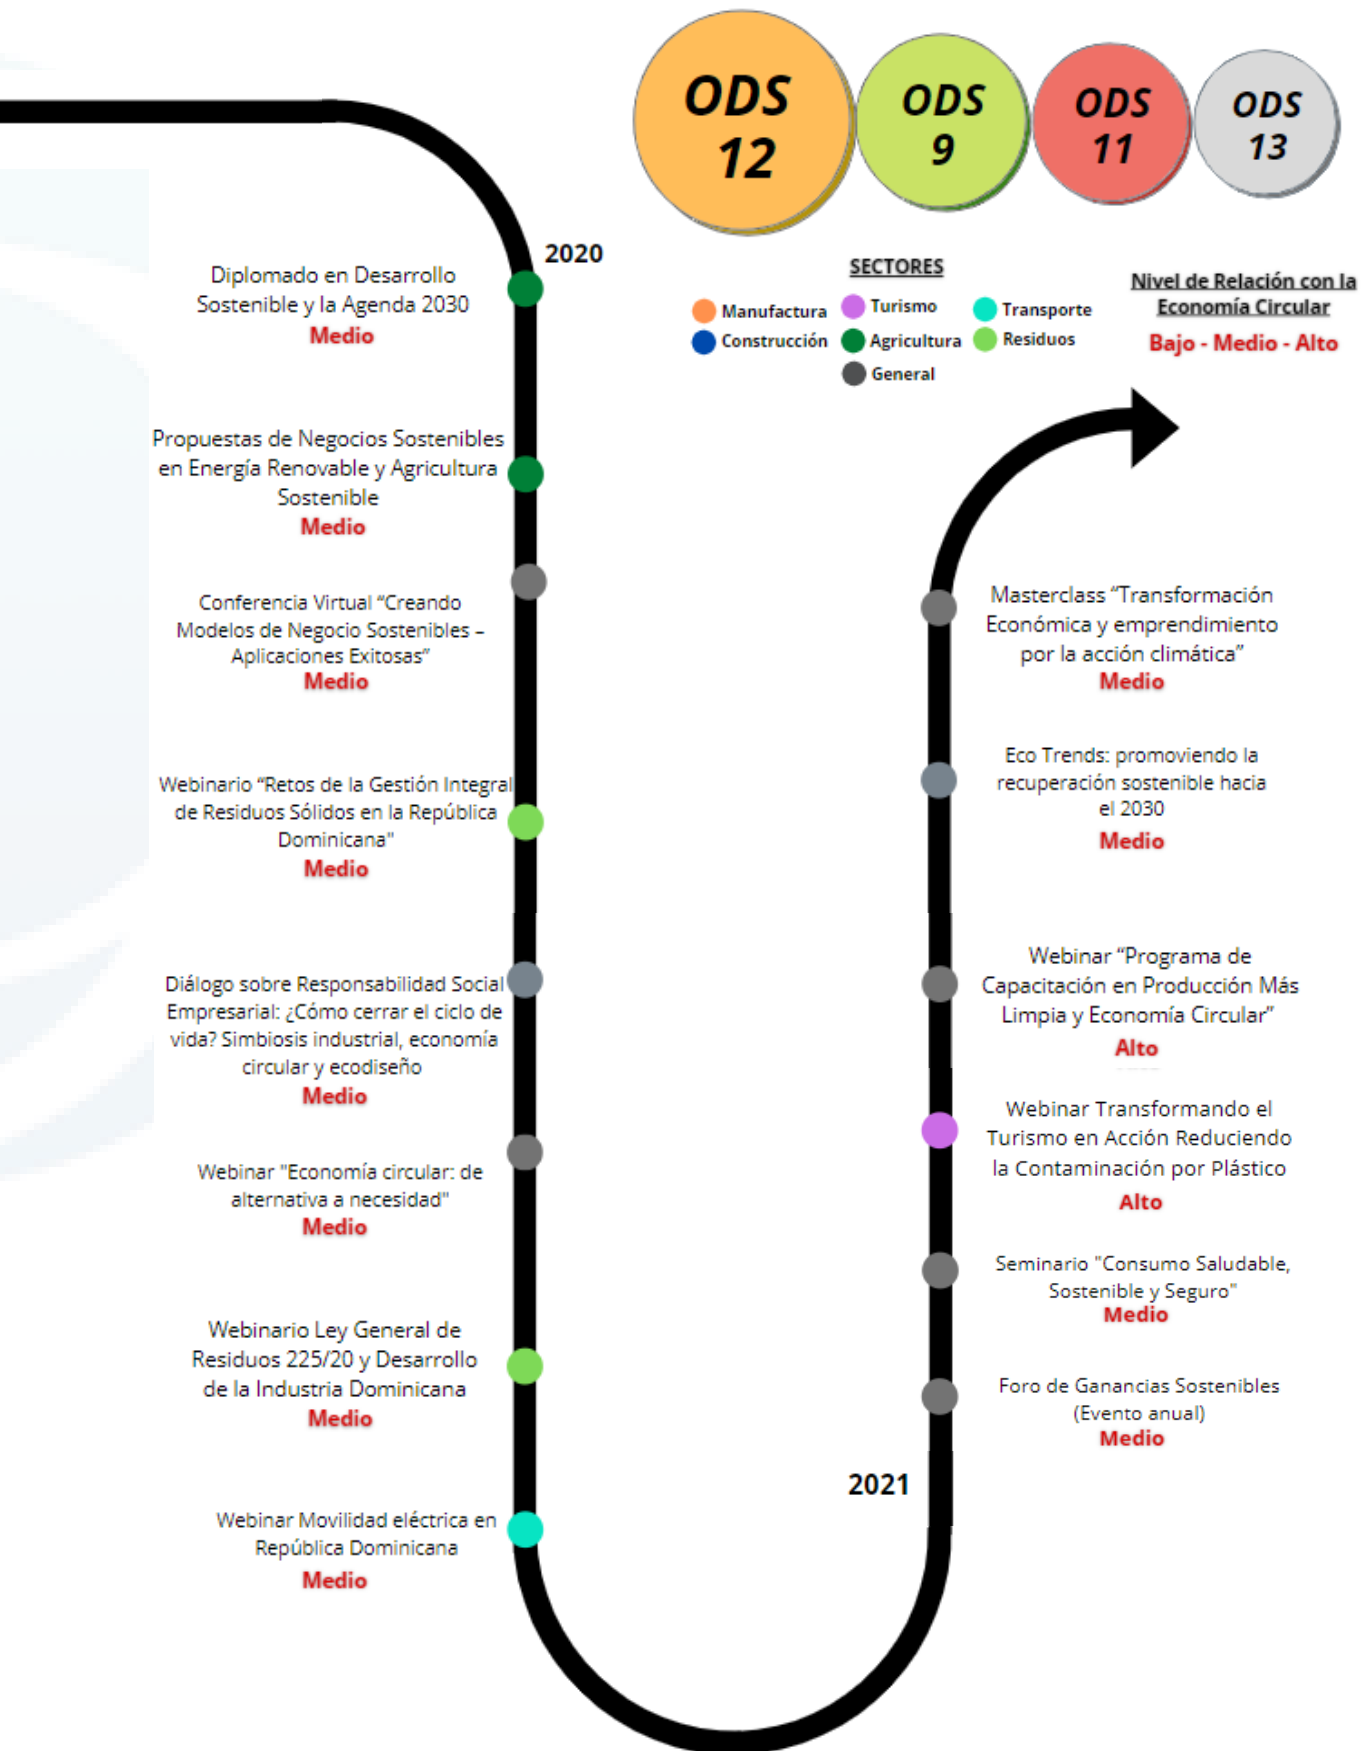 ODS
12
ODS
9
ODS
11
ODS
13
SECTORES
Manufactura
Turismo
Transporte
Construcción
Agricultura
Residuos
General
Nivel de Relación con la
Economía Circular
Bajo - Medio - Alto
2020
Diplomado en Desarrollo
Sostenible y la Agenda 2030
Medio
Propuestas de Negocios Sostenibles
en Energía Renovable y Agricultura
Sostenible
Medio
Conferencia Virtual “Creando
Modelos de Negocio Sostenibles –
Aplicaciones Exitosas”
Medio
Webinario “Retos de la Gestión Integral
de Residuos Sólidos en la República
Dominicana"
Medio
Diálogo sobre Responsabilidad Social
Empresarial: ¿Cómo cerrar el ciclo de
vida? Simbiosis industrial, economía
circular y ecodiseño
Medio
Webinar "Economía circular: de
alternativa a necesidad"
Medio
Webinario Ley General de
Residuos 225/20 y Desarrollo
de la Industria Dominicana
Medio
Webinar Movilidad eléctrica en
República Dominicana
Medio
Masterclass “Transformación
Económica y emprendimiento
por la acción climática”
Medio
Eco Trends: promoviendo la
recuperación sostenible hacia
el 2030
Medio
Webinar “Programa de
Capacitación en Producción Más
Limpia y Economía Circular”
Alto
Webinar Transformando el
Turismo en Acción Reduciendo
la Contaminación por Plástico
Alto
Seminario "Consumo Saludable,
Sostenible y Seguro"
Medio
Foro de Ganancias Sostenibles
(Evento anual)
Medio
2021